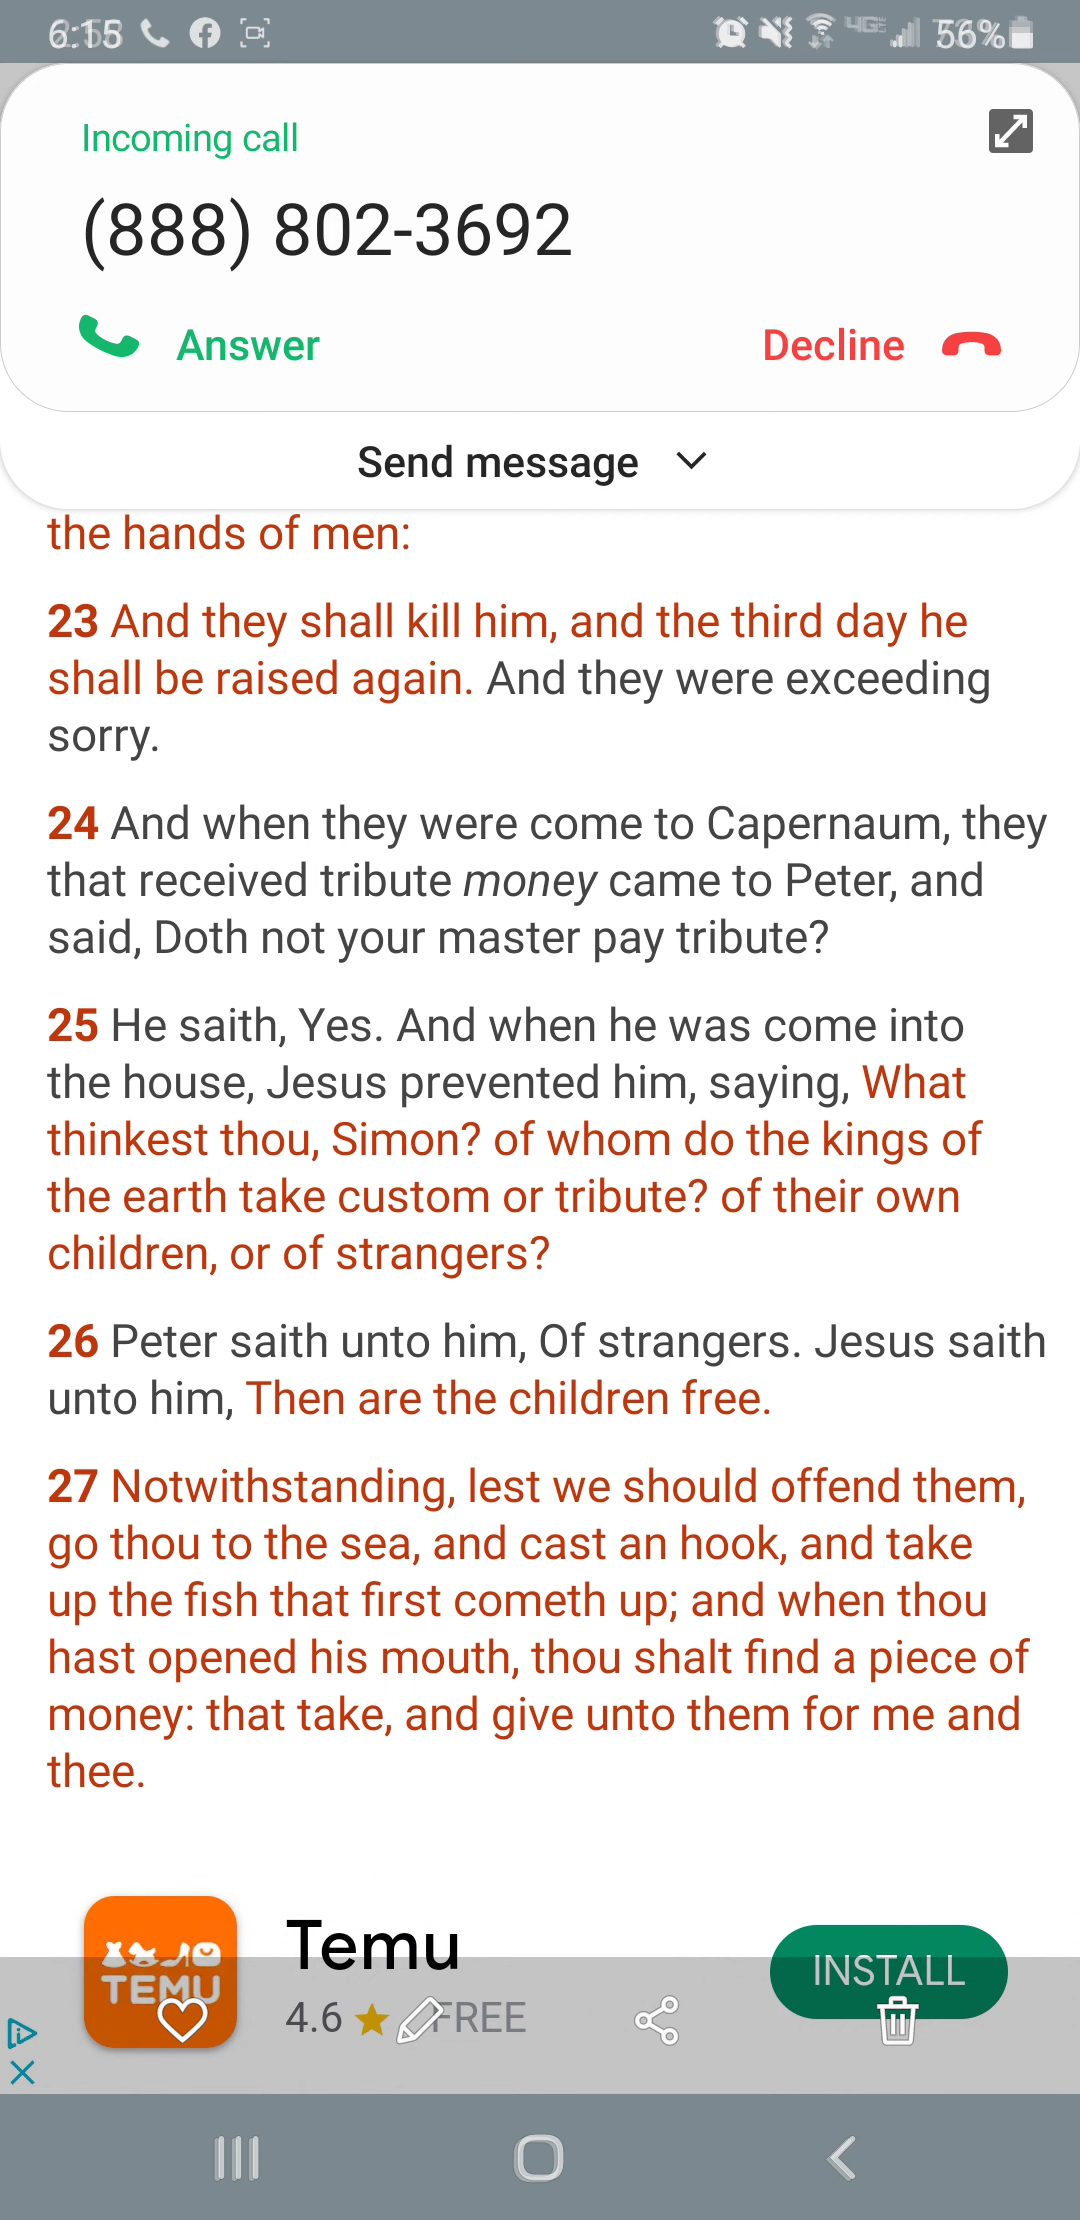 Incoming call
(888) 802-3692
Answer
Decline
Send message
the hands of men:
23 And they shall kill him, and the third day he
shall be raised again. And they were exceeding
sorry.
24 And when they were come to Capernaum, they
that received tribute money came to Peter, and
said, Doth not your master pay tribute?
25 He saith, Yes. And when he was come into
the house, Jesus prevented him, saying, What
thinkest thou, Simon? of whom do the kings of
the earth take custom or tribute? of their own
children, or of strangers?
26 Peter saith unto him, Of strangers. Jesus saith
unto him, Then are the children free.
27 Notwithstanding, lest we should offend them,
go thou to the sea, and cast an hook, and take
up the fish that first cometh up; and when thou
hast opened his mouth, thou shalt find a piece of
money: that take, and give unto them for me and
thee.
TEMU
Temu
4.6 ★ FREE
INSTALL